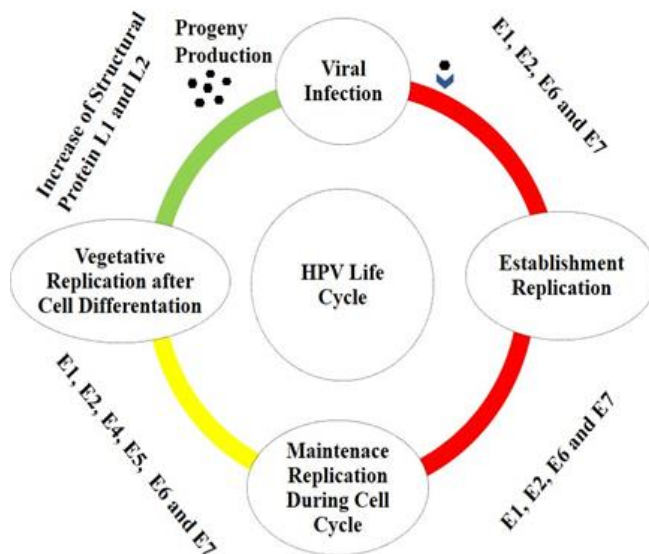 Progeny
Production
Increase of Structural
Protein L1 and L2
Viral
Infection
E1, E2, E6 and E7
Vegetative
Replication after
Cell Differentation
HPV Life
Cycle
Establishment
Replication
E1, E2, E4, E5, E6 and E7
Maintenace
Replication
During Cell
Cycle
E1, E2, E6 and E7